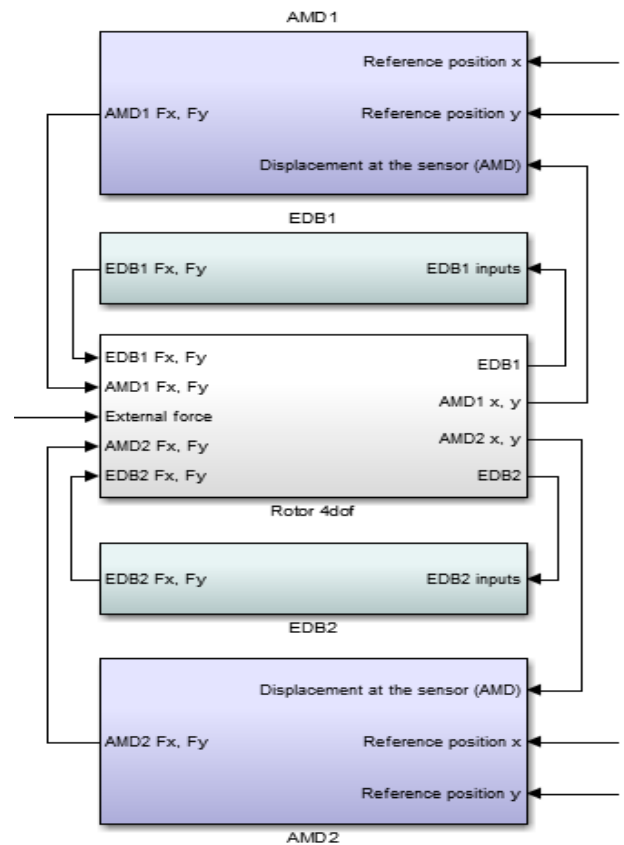 AMD1
Reference position x
AMD1 Fx, Fy
Reference position y
Displacement at the sensor (AMD)
EDB1
EDB1 Fx, Fy
EDB1 inputs
EDB1 Fx, Fy
EDB1
AMD1 Fx, Fy
AMD1 x, y
External force
AMD2 x, y
AMD2 Fx, Fy
EDB2 Fx, Fy
EDB2
Rotor 4dof
EDB2 Fx, Fy
EDB2 inputs
EDB2
Displacement at the sensor (AMD)
AMD2 Fx, Fy
Reference position x
Reference position y
AMD2